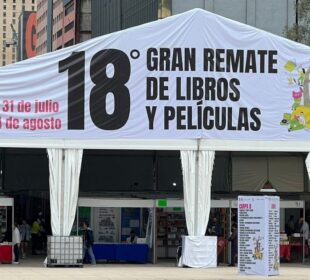 18° GRAN REMATE
DE LIBROS
Y PELÍCULAS
31 de julio
de agosto